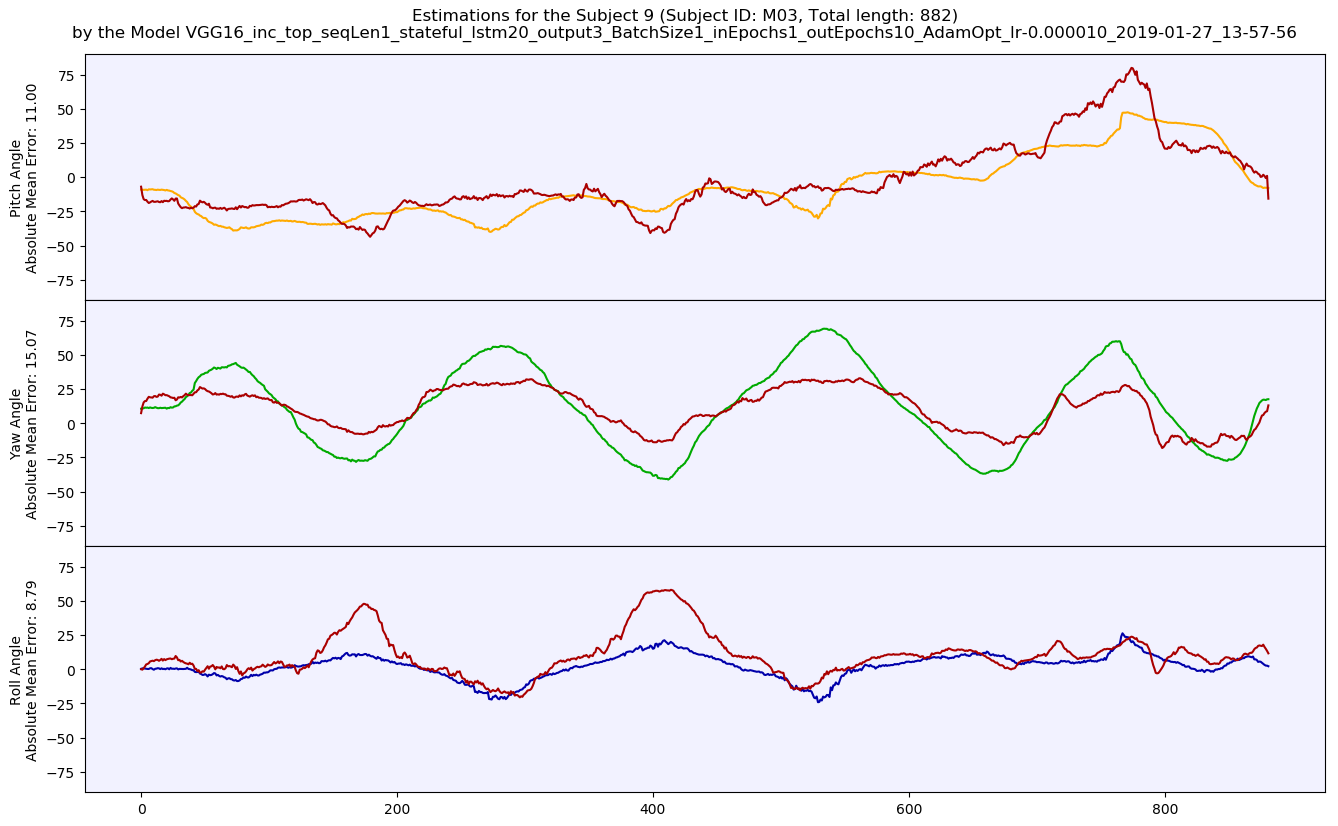 Estimations for the Subject 9 (Subject ID: M03, Total length: 882)
by the Model VGG16_inc_top_seqLen1_stateful_lstm20_output3_BatchSize1_inEpochs1_outEpochs10_AdamOpt_lr-0.000010_2019-01-27_13-57-56
Pitch Angle
Absolute Mean Error: 11.00
75
50
25
0
−25
−50
−75
Yaw Angle
Absolute Mean Error: 15.07
75
50
25
0
−25
−50
−75
Roll Angle
Absolute Mean Error: 8.79
75
50
25
0
−25
−50
−75
0 200 400 600 800